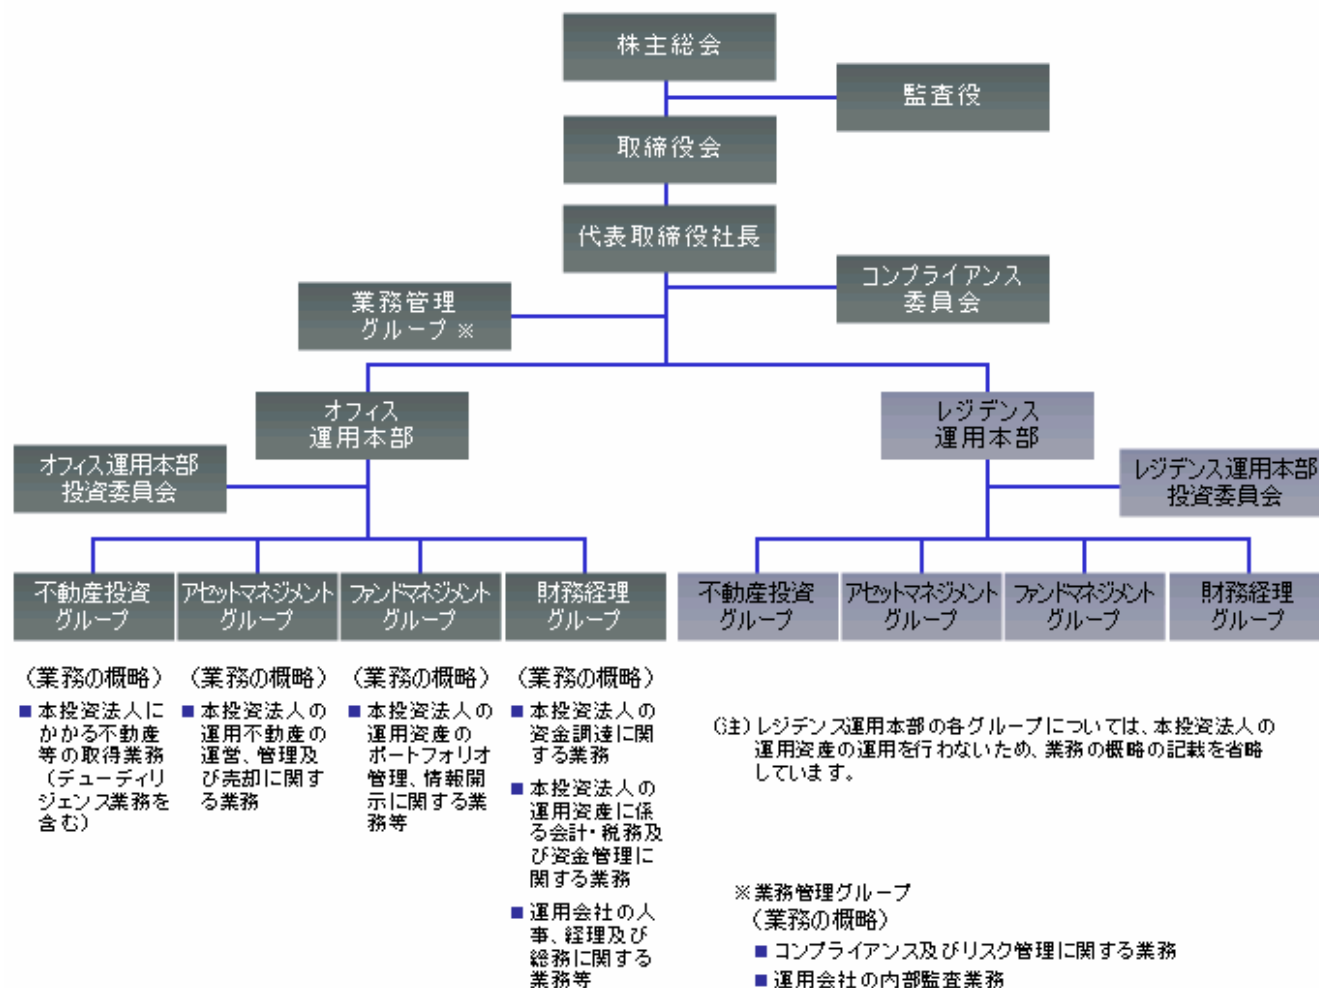 株主総会
監査役
取締役会
代表取締役社長
コンプライアンス
委員会
業務管理
グループ ※
オフィス
運用本部
レジデンス
運用本部
オフィス運用本部
投資委員会
レジデンス運用本部
投資委員会
不動産投資
グループ
アセットマネジメント
グループ
ファンドマネジメント
グループ
財務経理
グループ
不動産投資
グループ
アセットマネジメント
グループ
ファンドマネジメント
グループ
財務経理
グループ
(業務の概略)
■ 本投資法人に
かかる不動産
等の取得業務
(デューディリ
ジェンス業務を
含む)
(業務の概略)
■ 本投資法人の
運用不動産の
運営、管理及
び売却に関す
る業務
(業務の概略)
■ 本投資法人の
運用資産の
ポートフォリオ
管理、情報開
示に関する業
務等
(業務の概略)
■ 本投資法人の
資金調達に関
する業務
■ 本投資法人の
運用資産に係
る会計・税務及
び資金管理に
関する業務
■ 運用会社の人
事、経理及び
総務に関する
業務等
(注)レジデンス運用本部の各グループについては、本投資法人の
運用資産の運用を行わないため、業務の概略の記載を省略
しています。
※業務管理グループ
(業務の概略)
■ コンプライアンス及びリスク管理に関する業務
■ 運用会社の内部監査業務